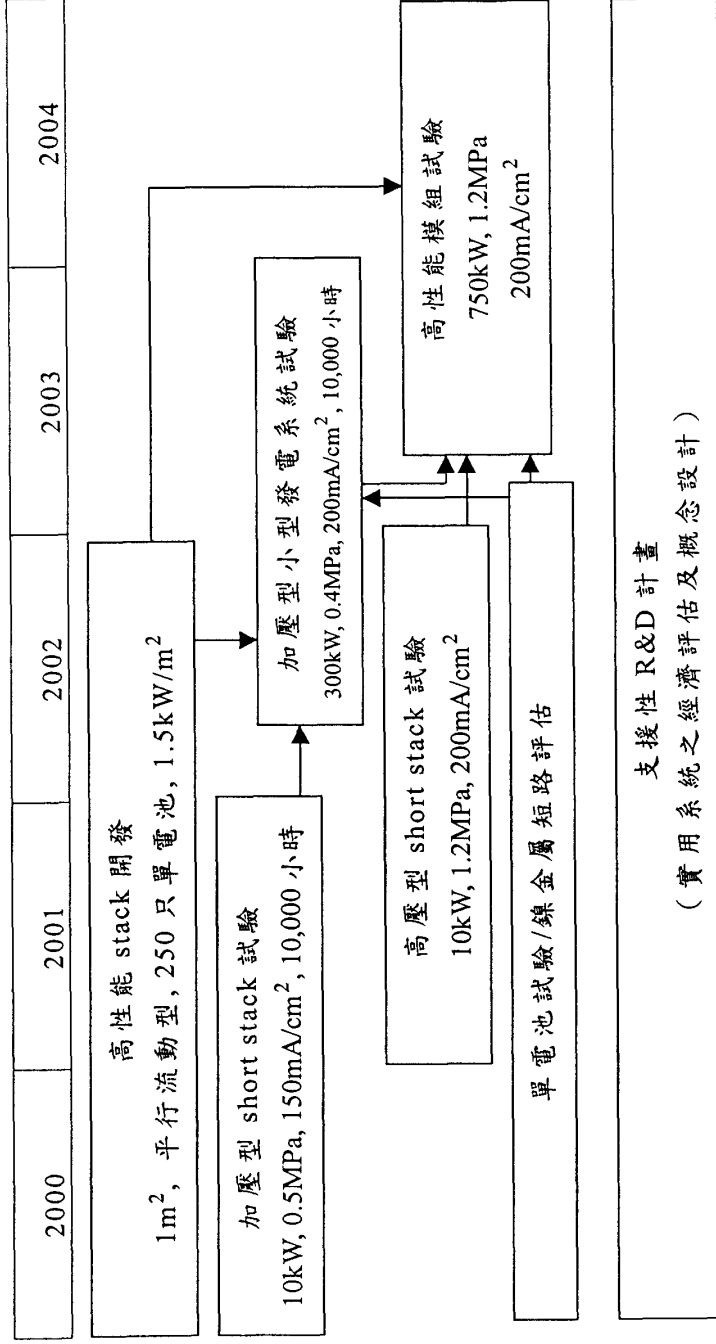 2000
2001
2002
2003
2004
高性能 stack 開發
1m², 平行流動型, 250 只單電池, 1.5kW/m²
加壓型 short stack 試驗
10kW, 0.5MPa, 150mA/cm², 10,000 小時
加壓型小型發電系統試驗
300kW, 0.4MPa, 200mA/cm², 10,000 小時
高壓型 short stack 試驗
10kW, 1.2MPa, 200mA/cm²
高性能模組試驗
750kW, 1.2MPa
200mA/cm²
單電池試驗/鎳金屬短路評估
支援性 R&D 計畫
(實用系統之經濟評估及概念設計)